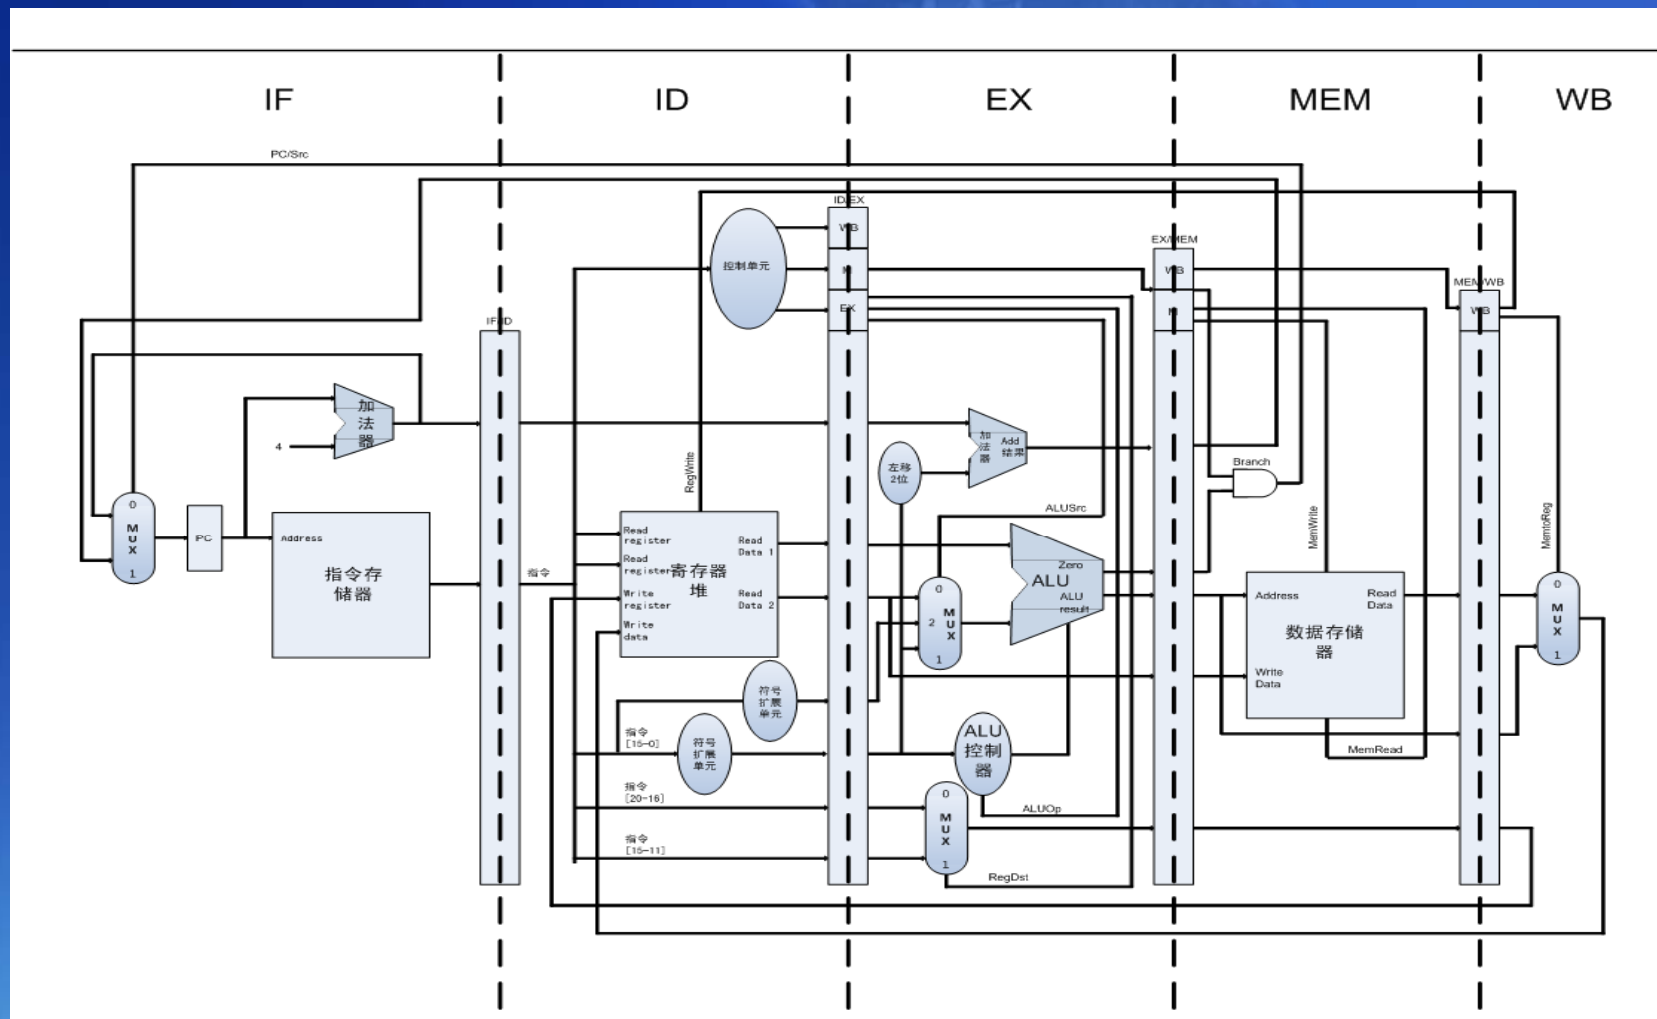 IF
ID
EX
MEM
WB
PC/Src
ID/EX
WB
M
EX
控制单元
EX/MEM
WB
M
MEM/WB
WB
IF/ID
加
法
器
4
0
M
U
X
1
PC
Address
指令存
储器
指令
RegWrite
Read
register
Read
register
Write
register
Write
data
寄存器
堆
Read
Data 1
Read
Data 2
符号
扩展
单元
指令
[15-0]
符号
扩展
单元
指令
[20-16]
指令
[15-11]
左移
2位
加
法
器
Add
结果
ALUSrc
0
2
M
U
X
1
ALU
Zero
ALU
result
ALU
控制
器
ALUOp
0
M
U
X
1
RegDst
Branch
MemWrite
Address
Read
Data
数据存储
器
Write
Data
MemRead
MemtoReg
0
M
U
X
1